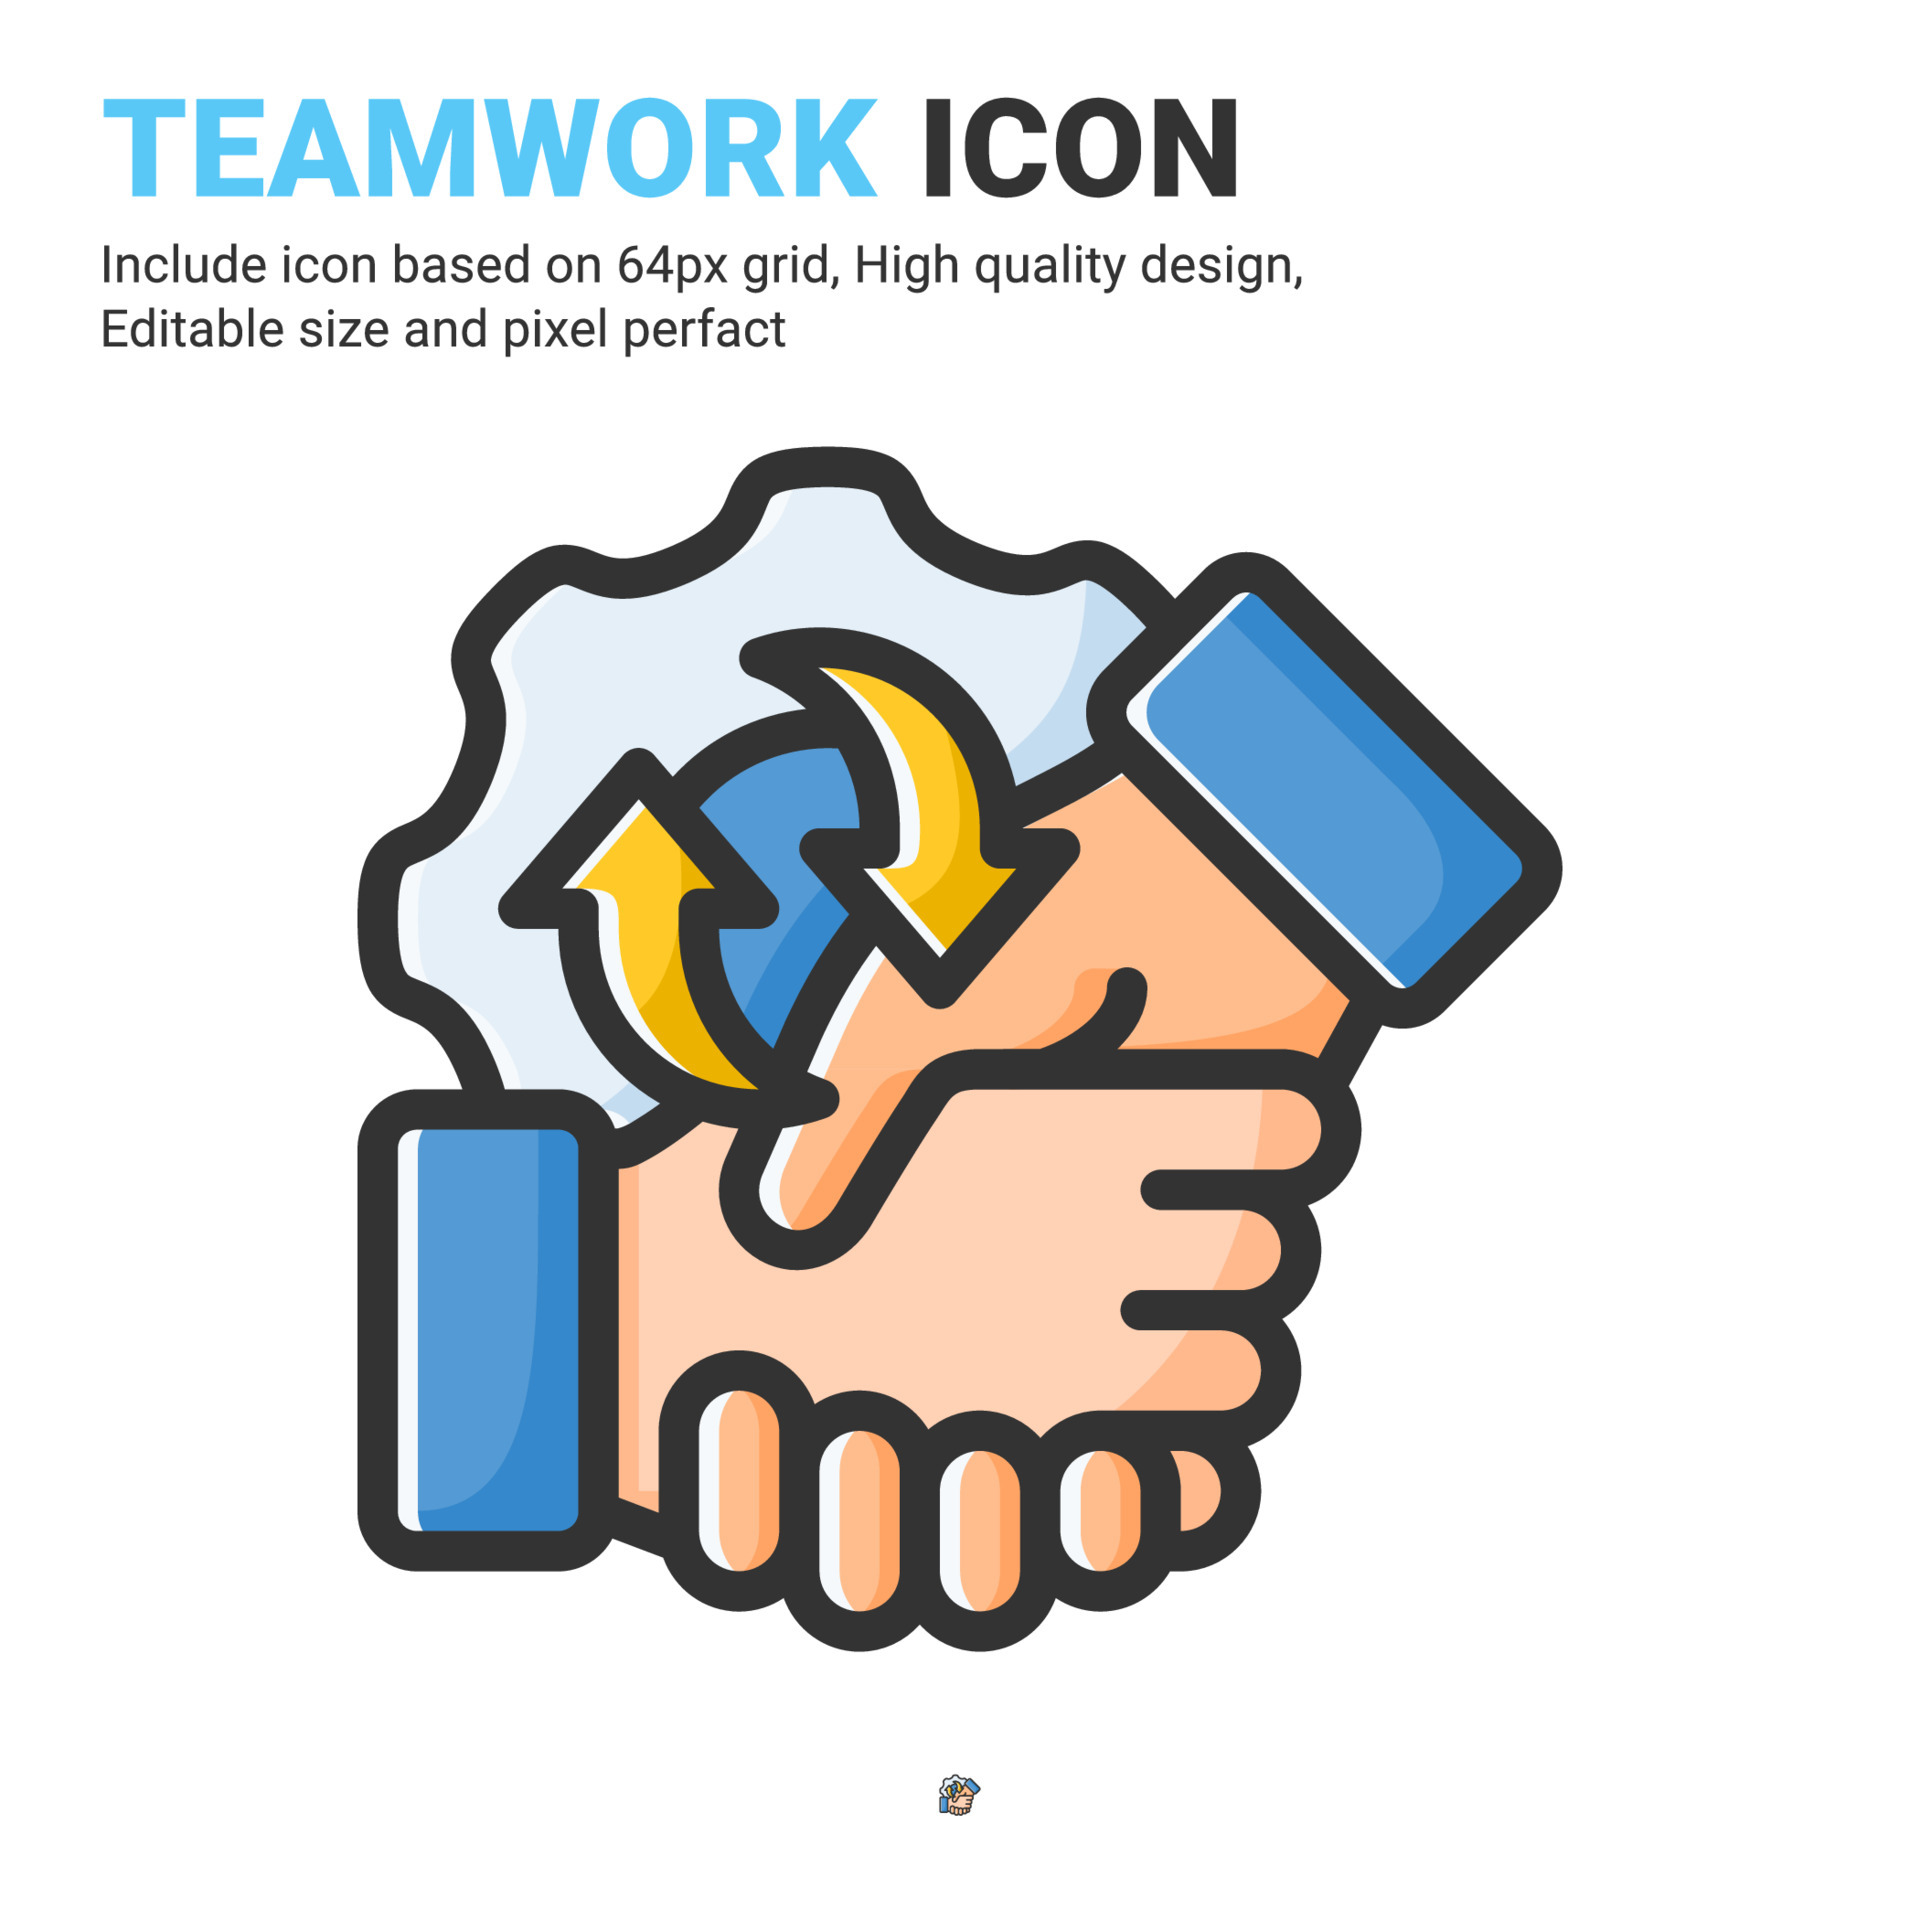 TEAMWORK ICON
Include icon based on 64px grid, High quality design,
Editable size and pixel perfact